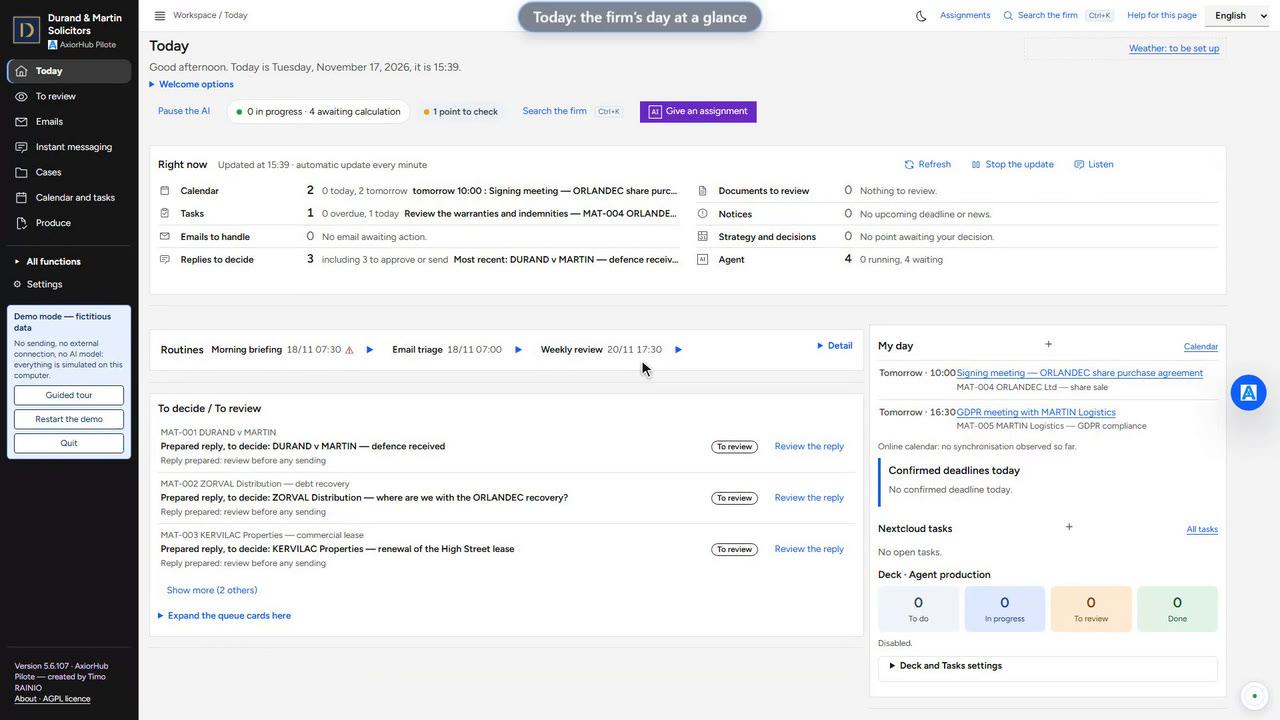 Durand & Martin
Solicitors
AxiorHub Pilote
Today
To review
Emails
Instant messaging
Cases
Calendar and tasks
Produce
All functions
Settings
Demo mode — fictitious
data
No sending, no external
connection, no AI model:
everything is simulated on this
computer.
Guided tour
Restart the demo
Quit
Version 5.6.107 · AxiorHub
Pilote — created by Timo
RAINIO
About · AGPL licence
Workspace / Today
Today: the firm's day at a glance
Assignments
Search the firm Ctrl+K
Help for this page
English
Today
Weather: to be set up
Good afternoon. Today is Tuesday, November 17, 2026, it is 15:39.
Welcome options
Pause the AI
0 in progress · 4 awaiting calculation
1 point to check
Search the firm Ctrl+K
AI Give an assignment
Right now Updated at 15:39 · automatic update every minute
Refresh
Stop the update
Listen
Calendar 2 0 today, 2 tomorrow tomorrow 10:00 : Signing meeting — ORLANDEC share purc...
Tasks 1 0 overdue, 1 today Review the warranties and indemnities — MAT-004 ORLANDE...
Emails to handle 0 No email awaiting action.
Replies to decide 3 including 3 to approve or send Most recent: DURAND v MARTIN — defence receiv...
Documents to review 0 Nothing to review.
Notices 0 No upcoming deadline or news.
Strategy and decisions 0 No point awaiting your decision.
AI Agent 4 0 running, 4 waiting
Routines Morning briefing 18/11 07:30 Email triage 18/11 07:00 Weekly review 20/11 17:30
Detail
To decide / To review
MAT-001 DURAND v MARTIN
Prepared reply, to decide: DURAND v MARTIN — defence received
Reply prepared: review before any sending
To review
Review the reply
MAT-002 ZORVAL Distribution — debt recovery
Prepared reply, to decide: ZORVAL Distribution — where are we with the ORLANDEC recovery?
Reply prepared: review before any sending
To review
Review the reply
MAT-003 KERVILAC Properties — commercial lease
Prepared reply, to decide: KERVILAC Properties — renewal of the High Street lease
Reply prepared: review before any sending
To review
Review the reply
Show more (2 others)
Expand the queue cards here
My day
Calendar
Tomorrow · 10:00 Signing meeting — ORLANDEC share purchase agreement
MAT-004 ORLANDEC Ltd — share sale
Tomorrow · 16:30 GDPR meeting with MARTIN Logistics
MAT-005 MARTIN Logistics — GDPR compliance
Online calendar: no synchronisation observed so far.
Confirmed deadlines today
No confirmed deadline today.
Nextcloud tasks
All tasks
No open tasks.
Deck · Agent production
0 To do
0 In progress
0 To review
0 Done
Disabled.
Deck and Tasks settings